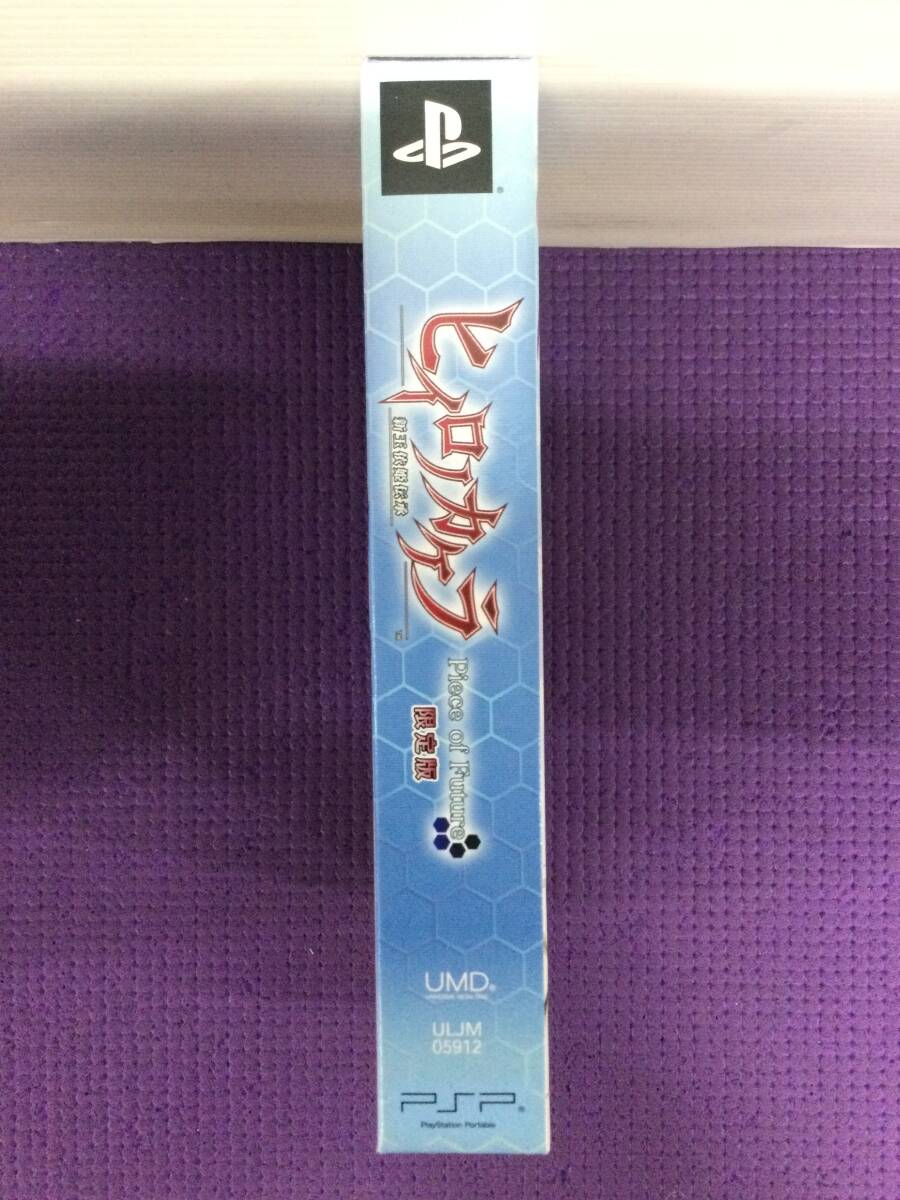 ヒイロノカケラ
新玉依姫伝承
Piece of Future
限定版
UMD®
ULJM
05912
PSP®
PlayStation Portable